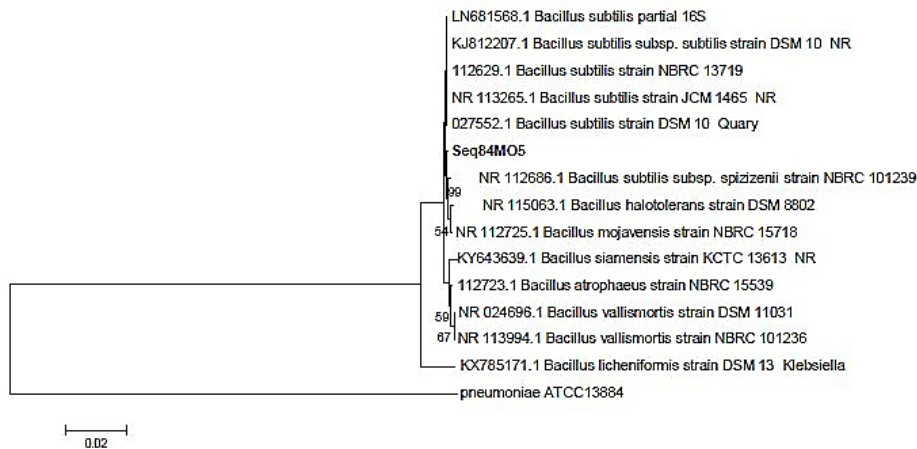 LN681568.1 Bacillus subtilis partial 16S
KJ812207.1 Bacillus subtilis subsp. subtilis strain DSM 10 NR
112629.1 Bacillus subtilis strain NBRC 13719
NR 113265.1 Bacillus subtilis strain JCM 1465 NR
027552.1 Bacillus subtilis strain DSM 10 Quary
Seq84MO5
NR 112686.1 Bacillus subtilis subsp. spizizenii strain NBRC 101239
99
NR 115063.1 Bacillus halotolerans strain DSM 8802
54
NR 112725.1 Bacillus mojavensis strain NBRC 15718
KY643639.1 Bacillus siamensis strain KCTC 13613 NR
112723.1 Bacillus atrophaeus strain NBRC 15539
NR 024696.1 Bacillus vallismortis strain DSM 11031
59
67
NR 113994.1 Bacillus vallismortis strain NBRC 101236
KX785171.1 Bacillus licheniformis strain DSM 13 Klebsiella
pneumoniae ATCC13884
0.02